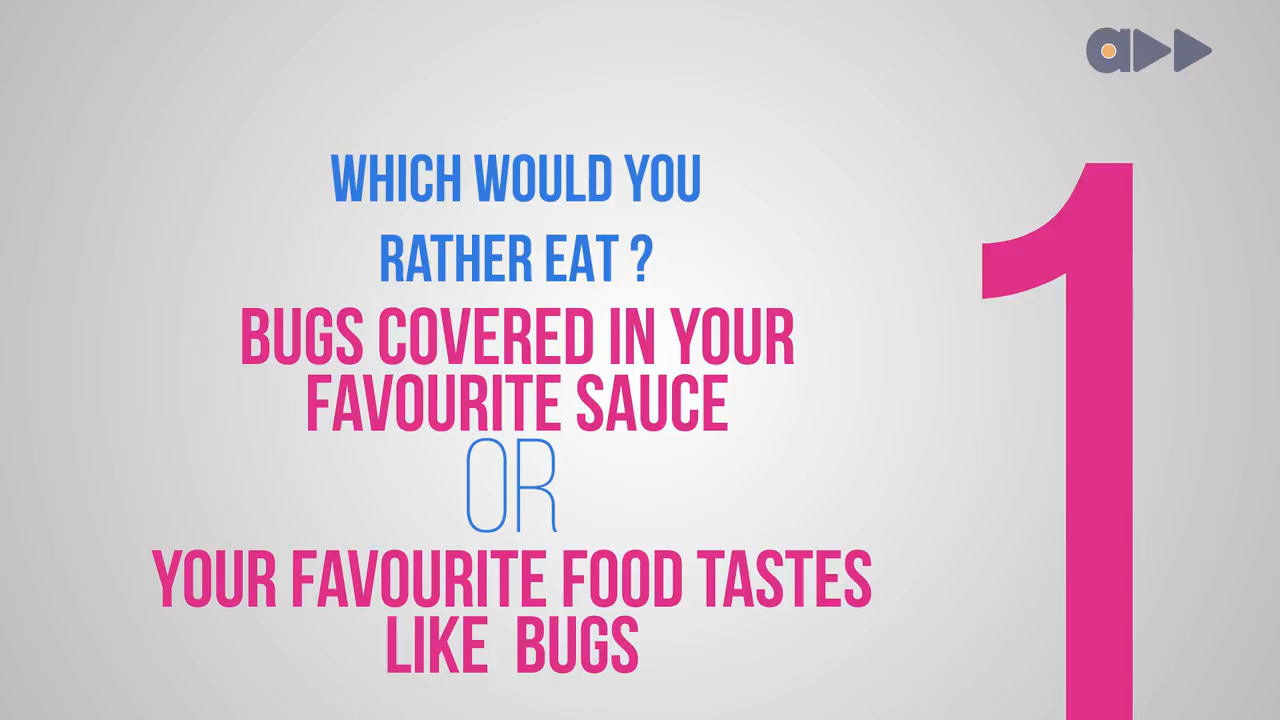 WHICH WOULD YOU
RATHER EAT ?
BUGS COVERED IN YOUR
FAVOURITE SAUCE
OR
YOUR FAVOURITE FOOD TASTES
LIKE BUGS
1